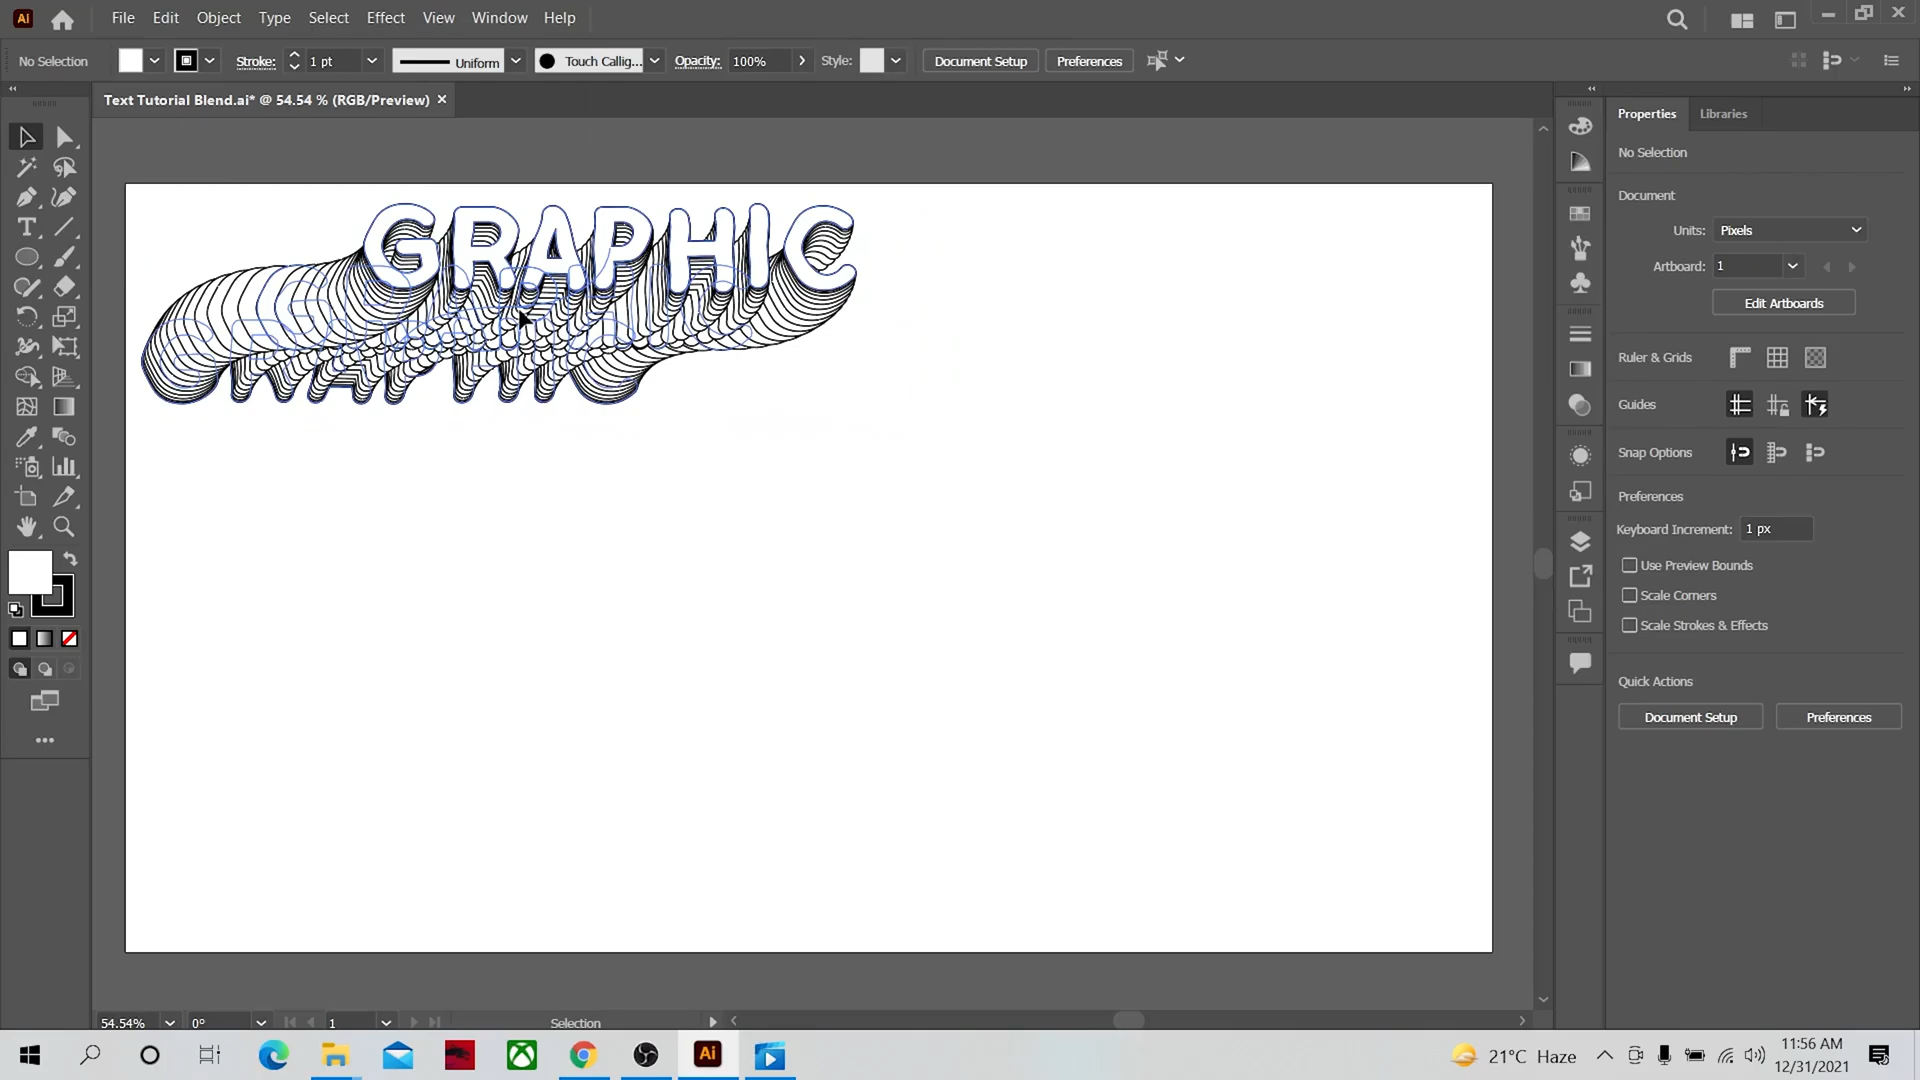 Ai File Edit Object Type Select Effect View Window Help
No Selection Stroke: 1 pt Uniform Touch Callig... Opacity: 100% Style: Document Setup Preferences
Text Tutorial Blend.ai* @ 54.54 % (RGB/Preview)
Properties Libraries
No Selection
Document
Units: Pixels
Artboard: 1
Edit Artboards
Ruler & Grids
Guides
Snap Options
Preferences
Keyboard Increment: 1 px
Use Preview Bounds
Scale Corners
Scale Strokes & Effects
Quick Actions
Document Setup Preferences
GRAPHIC
54.54% 0° 1 Selection
Ai
21°C Haze
11:56 AM
12/31/2021